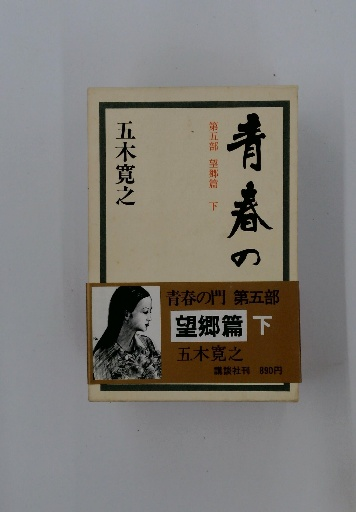 青春の
第五部 望郷篇 下
五木寛之
青春の門 第五部
望郷篇 下
五木寛之
講談社刊 890円